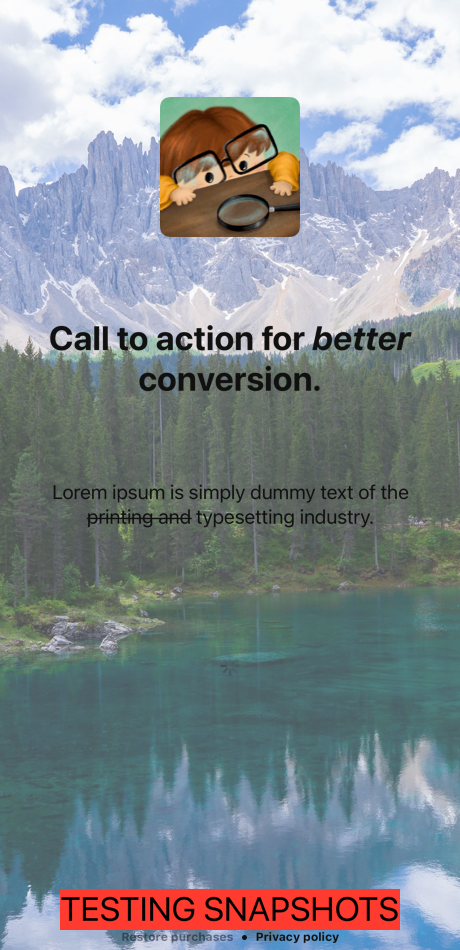 Call to action for better
conversion.
Lorem ipsum is simply dummy text of the
printing and typesetting industry.
TESTING SNAPSHOTS
Restore purchases • Privacy policy